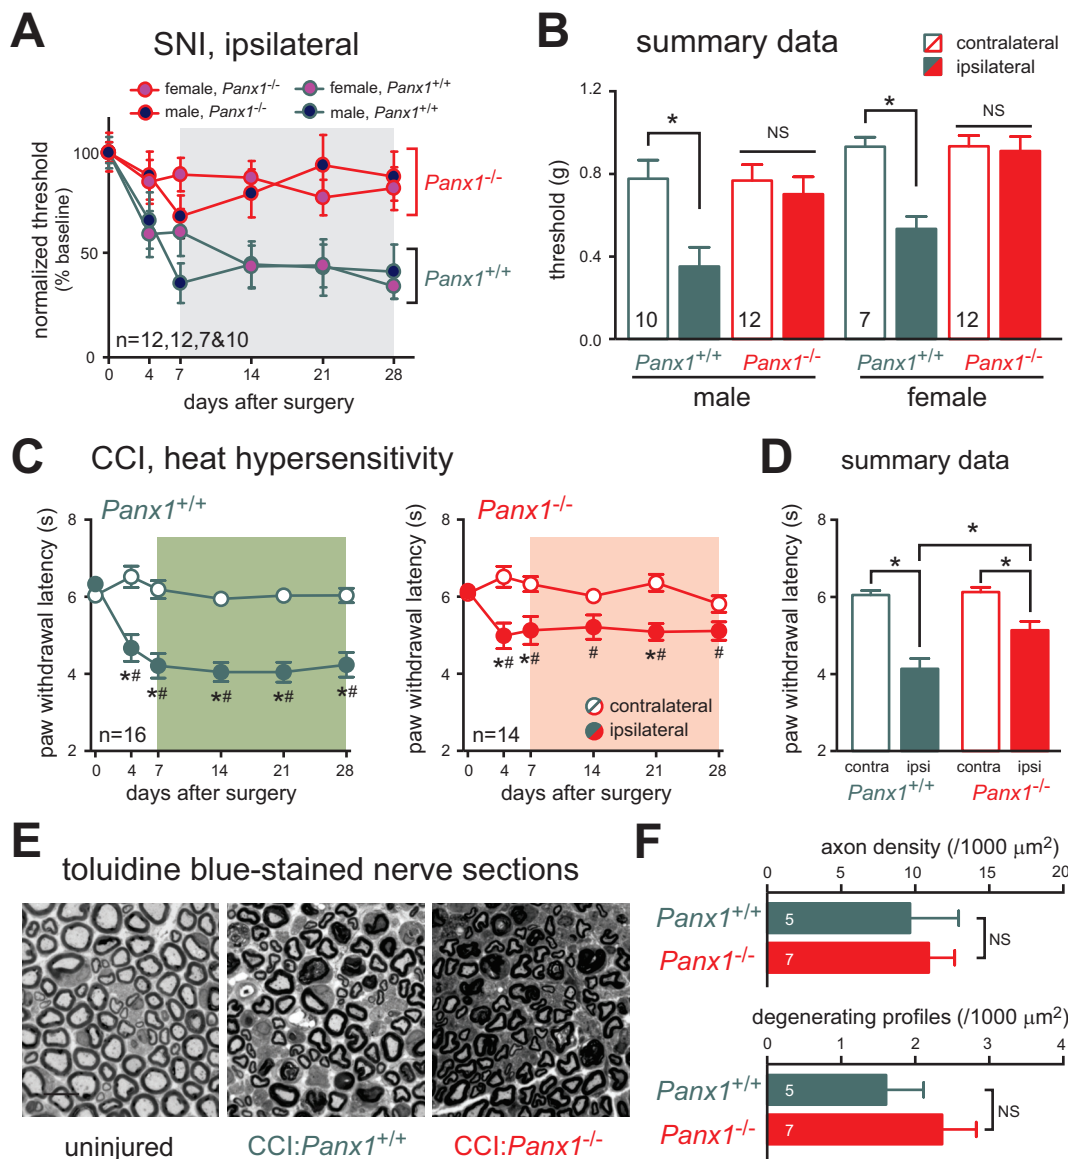 A
SNI, ipsilateral
female, Panx1-/-
female, Panx1+/+
male, Panx1-/-
male, Panx1+/+
normalized threshold
(% baseline)
100
50
0
Panx1-/-
Panx1+/+
n=12,12,7&10
0 4 7 14 21 28
days after surgery
B
summary data
contralateral
ipsilateral
threshold (g)
1.2
0.8
0.4
0.0
* NS * NS
10 12 7 12
Panx1+/+ Panx1-/- Panx1+/+ Panx1-/-
male female
C
CCI, heat hypersensitivity
Panx1+/+
paw withdrawal latency (s)
8
6
4
2
*# *# *# *# *#
n=16
0 4 7 14 21 28
days after surgery
Panx1-/-
paw withdrawal latency (s)
8
6
4
2
*# *# # *# #
contralateral
ipsilateral
n=14
0 4 7 14 21 28
days after surgery
D
summary data
paw withdrawal latency (s)
8
6
4
2
*
* *
contra ipsi contra ipsi
Panx1+/+ Panx1-/-
E
toluidine blue-stained nerve sections
uninjured
CCI:Panx1+/+
CCI:Panx1-/-
F
axon density (/1000 µm2)
0 5 10 15 20
Panx1+/+ 5
Panx1-/- 7
NS
degenerating profiles (/1000 µm2)
0 1 2 3 4
Panx1+/+ 5
Panx1-/- 7
NS